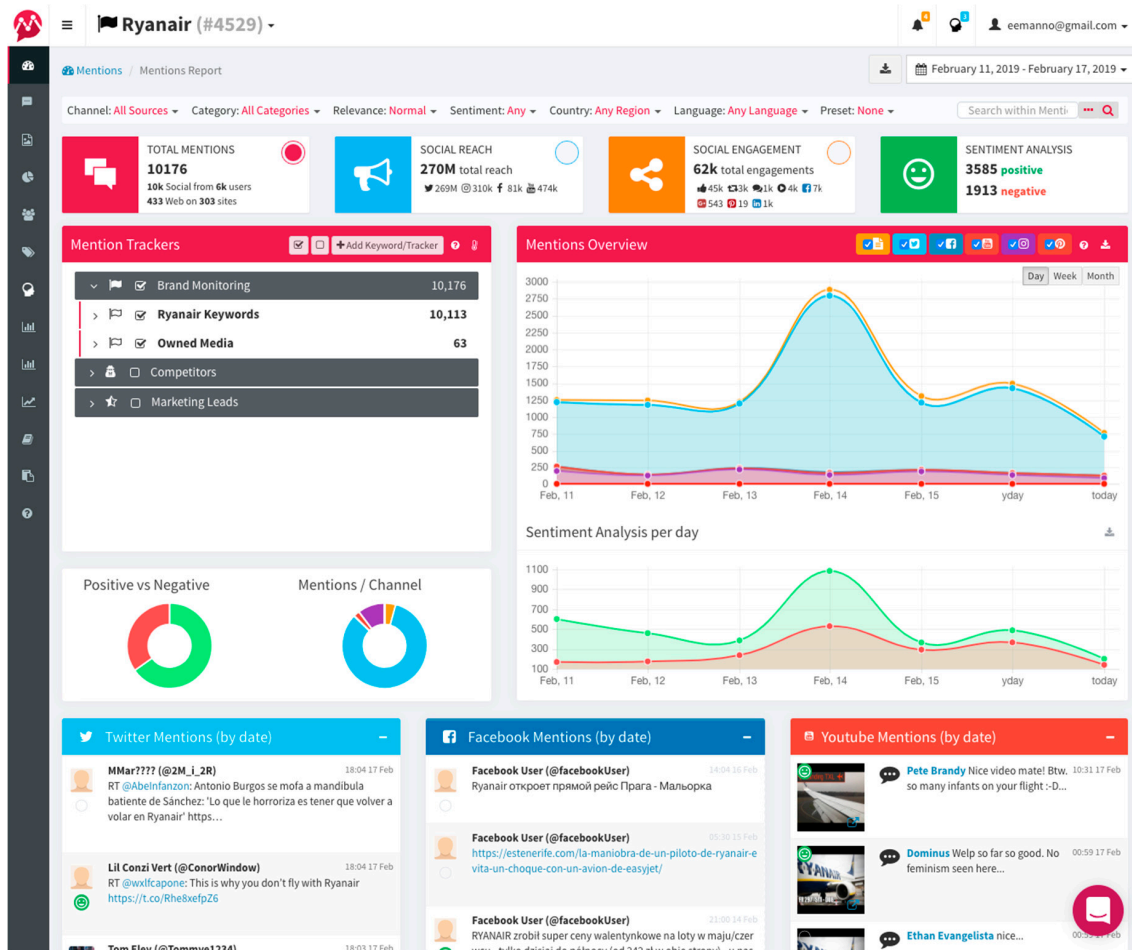 Ryanair (#4529)
4
3
eemanno@gmail.com
Mentions / Mentions Report
February 11, 2019 - February 17, 2019
Channel: All Sources Category: All Categories Relevance: Normal Sentiment: Any Country: Any Region Language: Any Language Preset: None
Search within Menti
TOTAL MENTIONS
10176
10k Social from 6k users
433 Web on 303 sites
SOCIAL REACH
270M total reach
269M 310k 81k 474k
SOCIAL ENGAGEMENT
62k total engagements
45k 3k 1k 4k 7k
543 19 1k
SENTIMENT ANALYSIS
3585 positive
1913 negative
Mention Trackers
+Add Keyword/Tracker
Brand Monitoring 10,176
Ryanair Keywords 10,113
Owned Media 63
Competitors
Marketing Leads
Mentions Overview
Day Week Month
3000
2750
2500
2250
2000
1750
1500
1250
1000
750
500
250
0
Feb, 11 Feb, 12 Feb, 13 Feb, 14 Feb, 15 yday today
Sentiment Analysis per day
1100
900
700
500
300
100
Feb, 11 Feb, 12 Feb, 13 Feb, 14 Feb, 15 yday today
Positive vs Negative
Mentions / Channel
Twitter Mentions (by date)
MMar???? (@2M_i_2R) 18:04 17 Feb
RT @AbeInfanzon: Antonio Burgos se mofa a mandibula
batiente de Sánchez: 'Lo que le horroriza es tener que volver a
volar en Ryanair' https…
Lil Conzi Vert (@ConorWindow) 18:04 17 Feb
RT @wxlfcapone: This is why you don't fly with Ryanair
https://t.co/Rhe8xefpZ6
Tom Eley (@Tommye1234) 18:03 17 Feb
Facebook Mentions (by date)
Facebook User (@facebookUser) 14:04 16 Feb
Ryanair откроет прямой рейс Прага - Мальорка
Facebook User (@facebookUser) 05:30 15 Feb
https://estenerife.com/la-maniobra-de-un-piloto-de-ryanair-e
vita-un-choque-con-un-avion-de-easyjet/
Facebook User (@facebookUser) 21:00 14 Feb
RYANAIR zrobił super ceny walentynkowe na loty w maju/czer
Youtube Mentions (by date)
Pete Brandy Nice video mate! Btw. 10:31 17 Feb
so many infants on your flight :-D...
Dominus Welp so far so good. No 00:59 17 Feb
feminism seen here...
Ethan Evangelista nice...